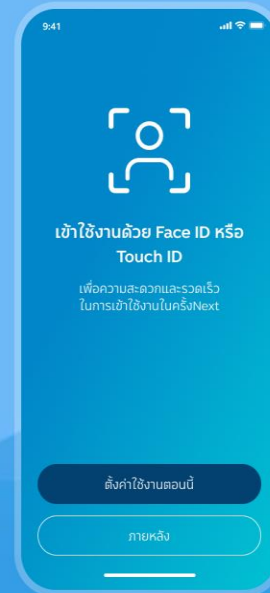 9:41
เข้าใช้งานด้วย Face ID หรือ
Touch ID
เพื่อความสะดวกและรวดเร็ว
ในการเข้าใช้งานในครั้งNext
ตั้งค่าใช้งานตอนนี้
ภายหลัง